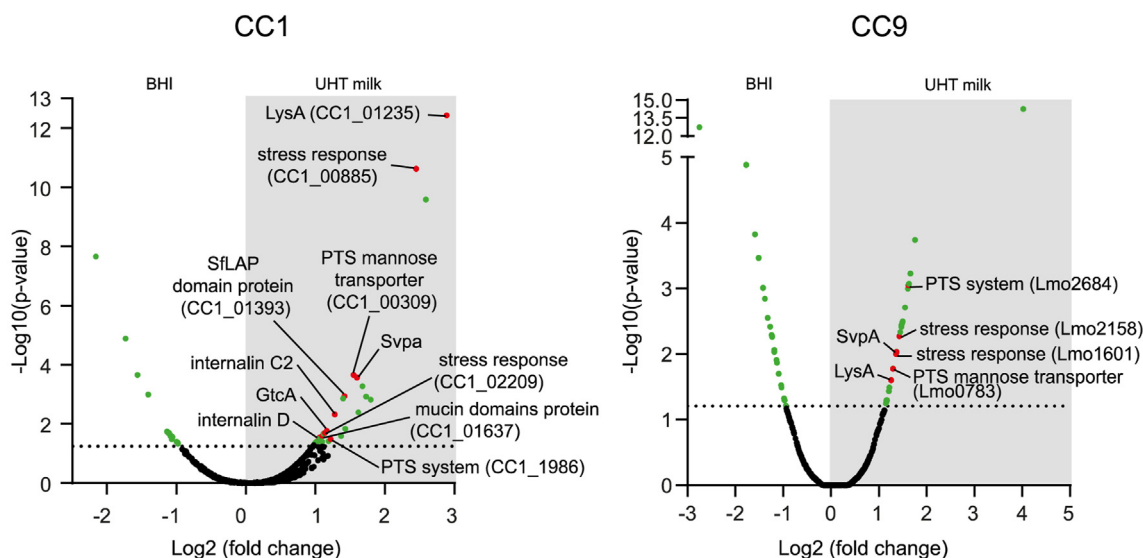 CC1
BHI
UHT milk
13
12
10
8
6
4
2
0
-Log10(p-value)
LysA (CC1_01235)
stress response
(CC1_00885)
SfLAP
domain protein
(CC1_01393)
PTS mannose
transporter
(CC1_00309)
Svpa
internalin C2
stress response
(CC1_02209)
GtcA
internalin D
mucin domains protein
(CC1_01637)
PTS system (CC1_1986)
-2
-1
0
1
2
3
Log2 (fold change)
CC9
BHI
UHT milk
15.0
13.5
12.0
5
4
3
2
1
0
-Log10(p-value)
PTS system (Lmo2684)
SvpA
stress response (Lmo2158)
stress response (Lmo1601)
LysA
PTS mannose transporter
(Lmo0783)
-3
-2
-1
0
1
2
3
4
5
Log2 (fold change)